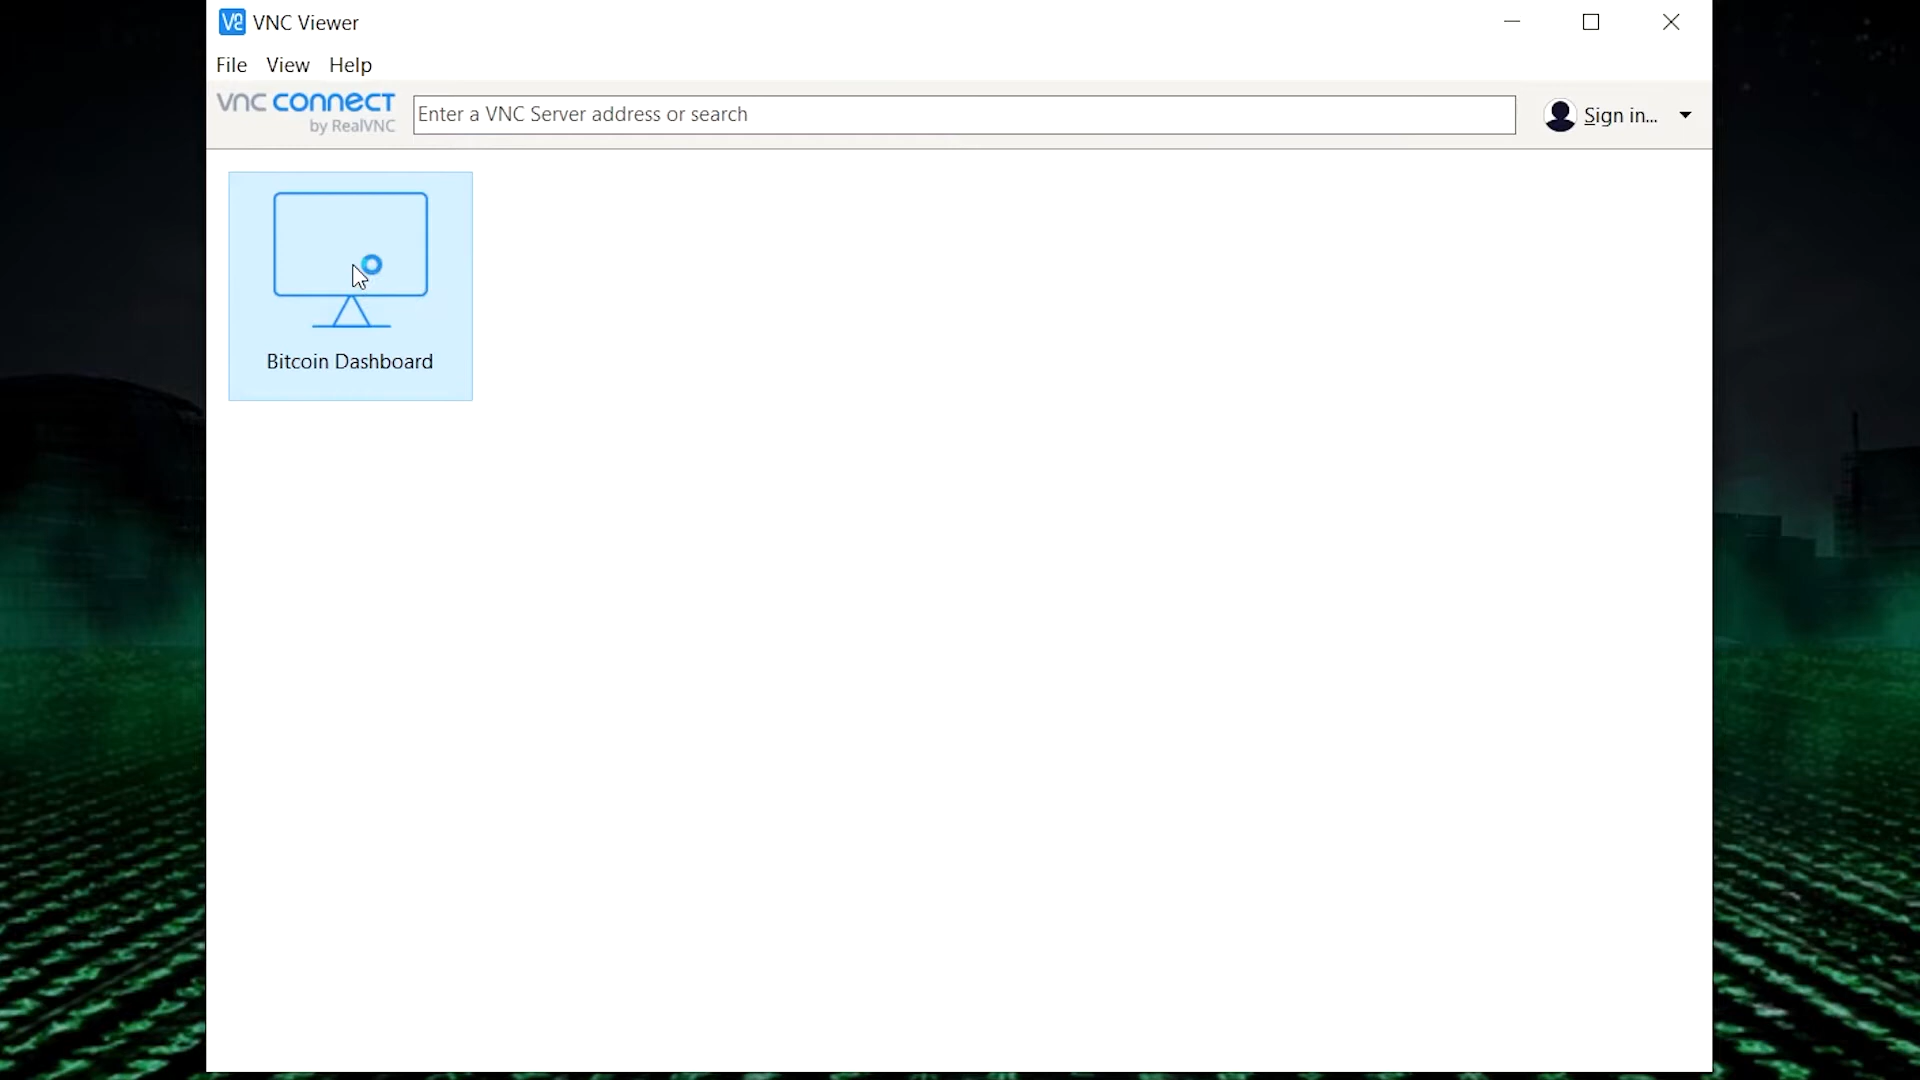 VNC Viewer
File View Help
vnc connect
by RealVNC
Enter a VNC Server address or search
Sign in...
Bitcoin Dashboard